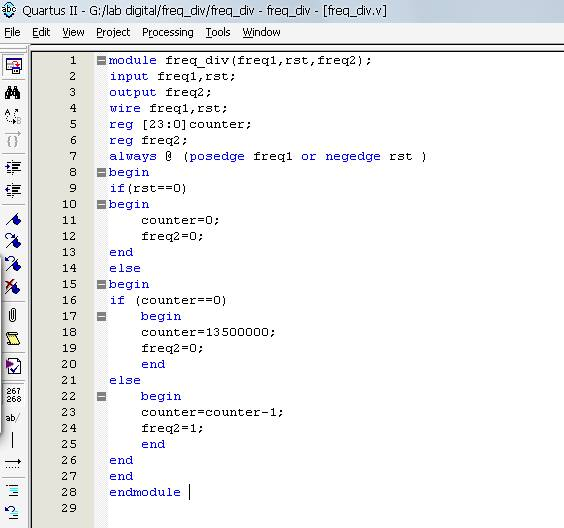 Quartus II - G:/lab digital/freq_div/freq_div - freq_div - [freq_div.v]
File Edit Project Processing Tools Window
1 module freq_div(freq1,rst,freq2);
2 input freq1,rst;
3 output freq2;
4 wire freq1,rst;
5 reg [23:0]counter;
6 reg freq2;
7 always @ (posedge freq1 or negedge rst )
8 begin
9 if(rst==0)
10 begin
11 counter=0;
12 freq2=0;
13 end
14 else
15 begin
16 if (counter==0)
17 begin
18 counter=13500000;
19 freq2=0;
20 end
21 else
22 begin
23 counter=counter-1;
24 freq2=1;
25 end
26 end
27 end
28 endmodule
29
abc
267
268
ab/